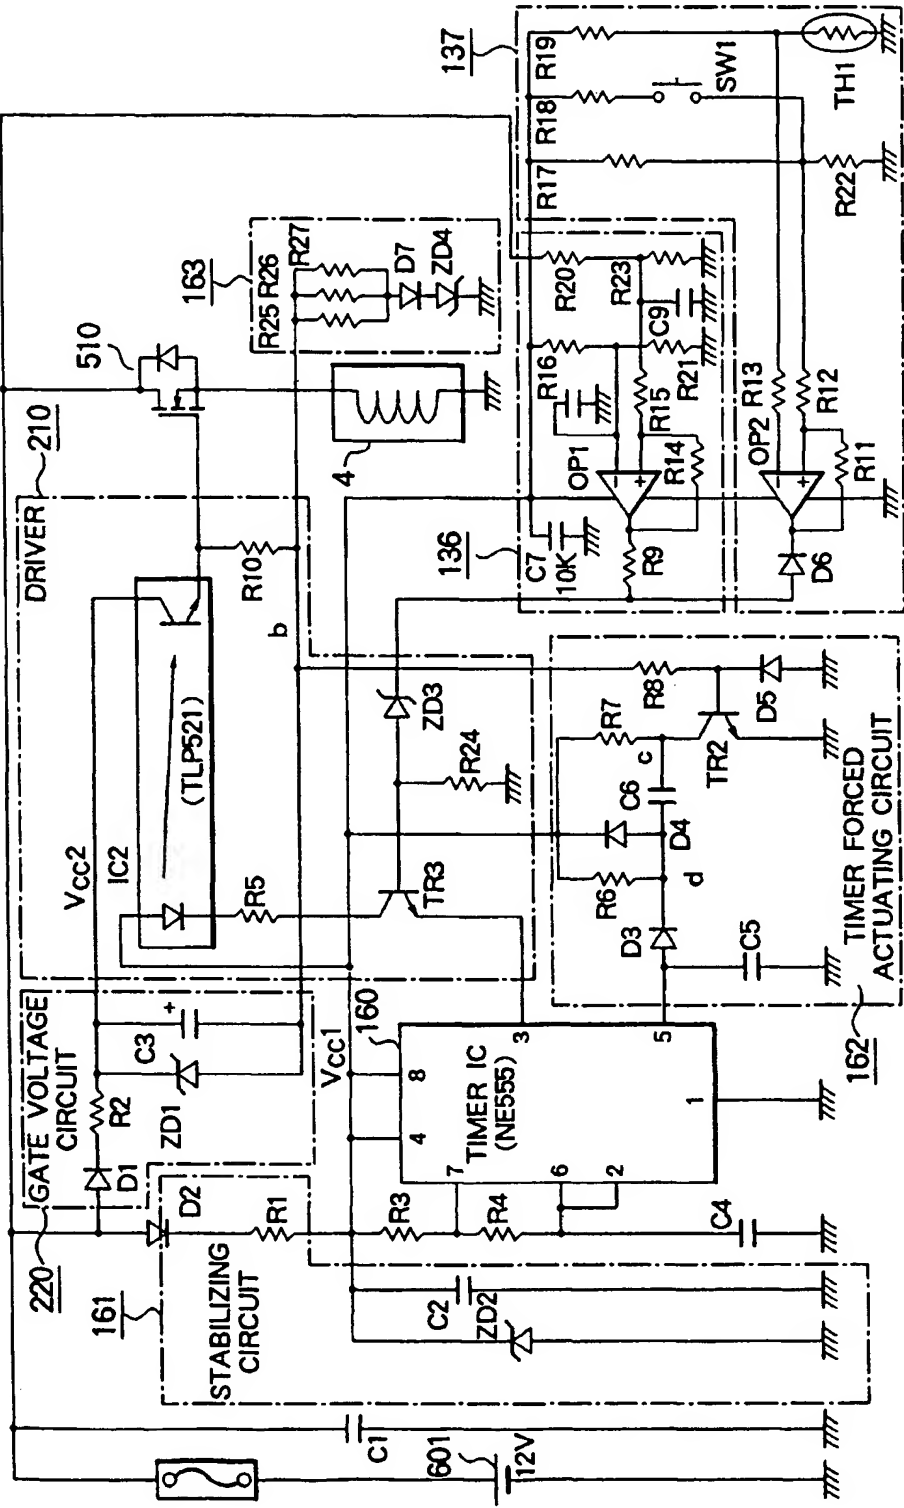 220
GATE VOLTAGE
CIRCUIT
D1
R2
ZD1
C3
+
VCC2
IC2
(TLP521)
DRIVER
210
R5
R10
b
510
163
R25
R26
R27
D7
ZD4
4
161
STABILIZING
CIRCUIT
D2
R1
VCC1
R3
R4
C2
ZD2
C4
C1
601
12V
160
TIMER IC
(NE555)
4
8
7
6
2
3
5
1
TR3
R24
ZD3
D3
R6
d
D4
C6
c
R7
R8
TR2
D5
C5
TIMER FORCED
ACTUATING CIRCUIT
162
136
C7
10K
R9
OP1
-
+
R14
R15
R16
R21
C9
R20
R23
137
D6
OP2
-
+
R11
R12
R13
R17
R18
R19
SW1
R22
TH1